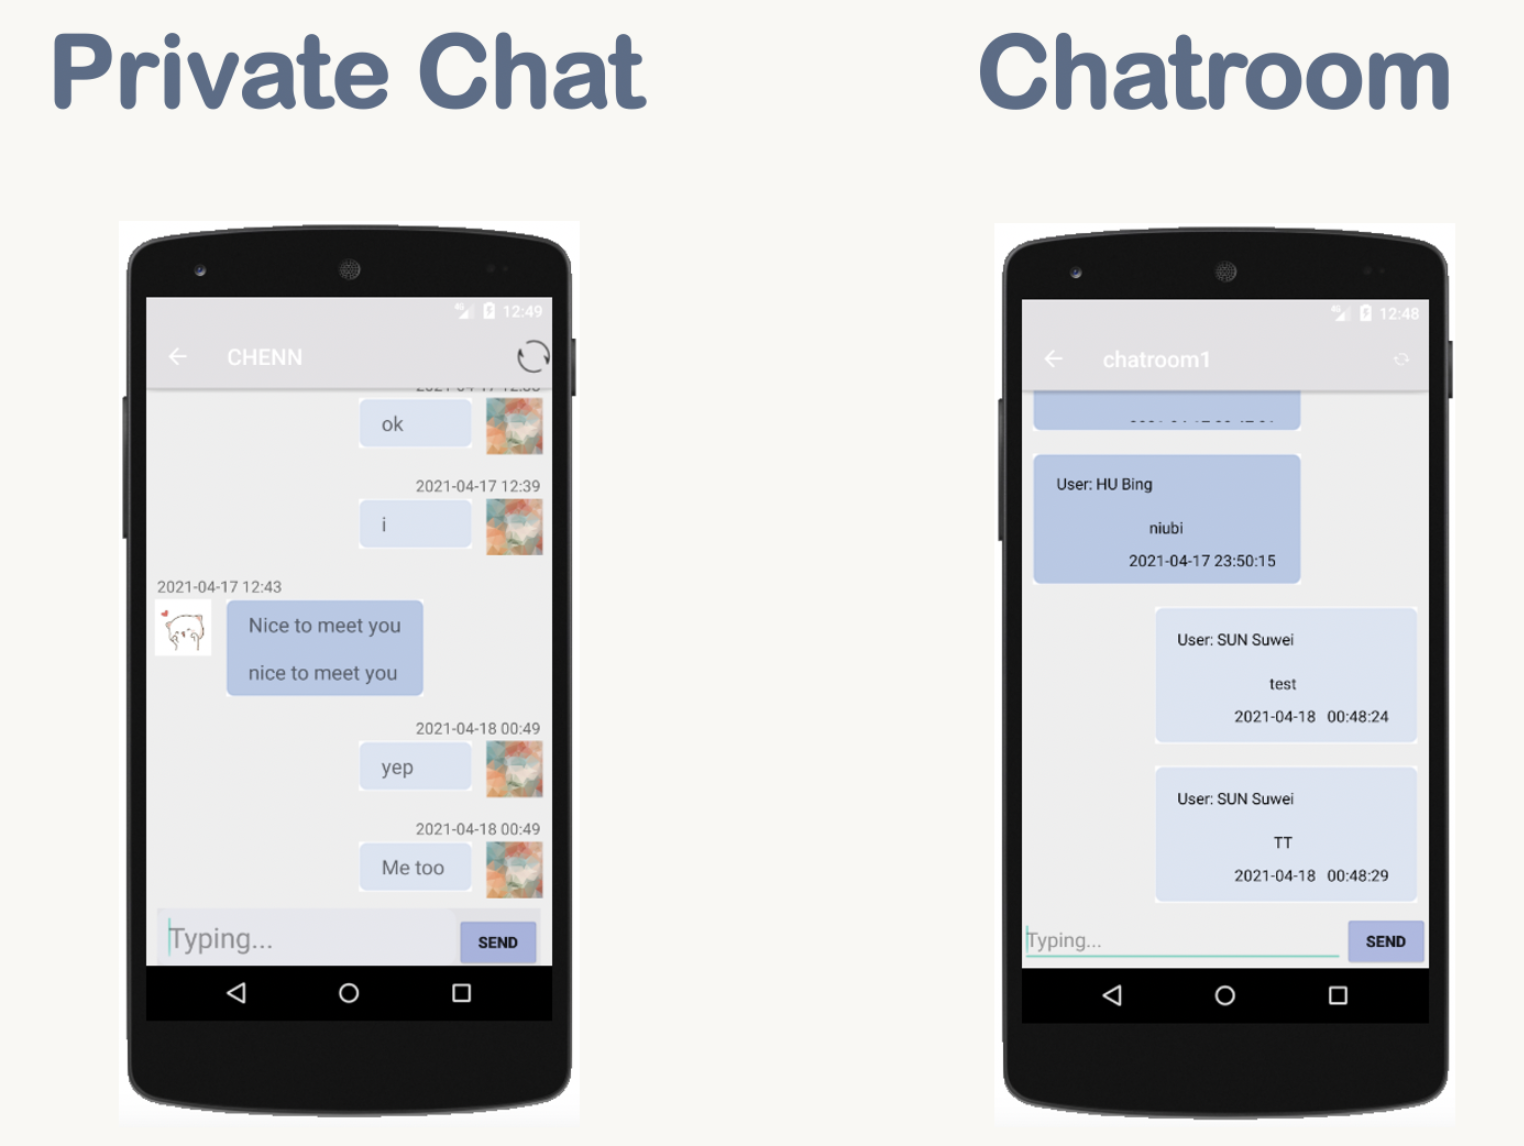 Private Chat
Chatroom
12:49
CHENN
ok
2021-04-17 12:39
i
2021-04-17 12:43
Nice to meet you
nice to meet you
2021-04-18 00:49
yep
2021-04-18 00:49
Me too
Typing...
SEND
12:48
chatroom1
User: HU Bing
niubi
2021-04-17 23:50:15
User: SUN Suwei
test
2021-04-18 00:48:24
User: SUN Suwei
TT
2021-04-18 00:48:29
Typing...
SEND